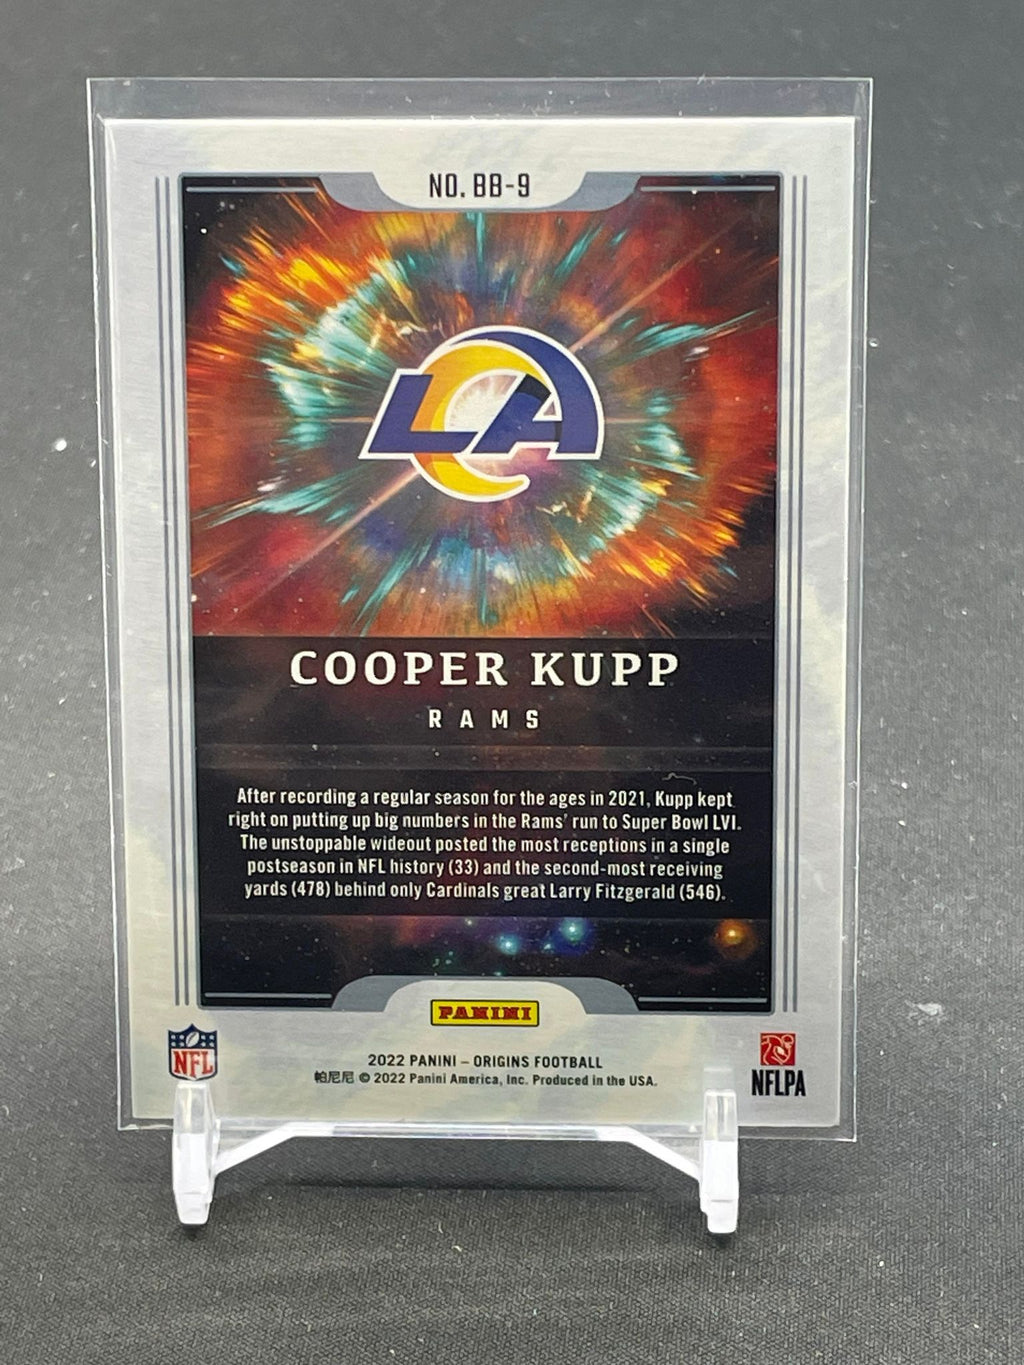 NO. BB-9
LA
COOPER KUPP
RAMS
After recording a regular season for the ages in 2021, Kupp kept
right on putting up big numbers in the Rams' run to Super Bowl LVI.
The unstoppable wideout posted the most receptions in a single
postseason in NFL history (33) and the second-most receiving
yards (478) behind only Cardinals great Larry Fitzgerald (546).
PANINI
NFL
2022 PANINI – ORIGINS FOOTBALL
帕尼尼 © 2022 Panini America, Inc. Produced in the USA.
NFLPA